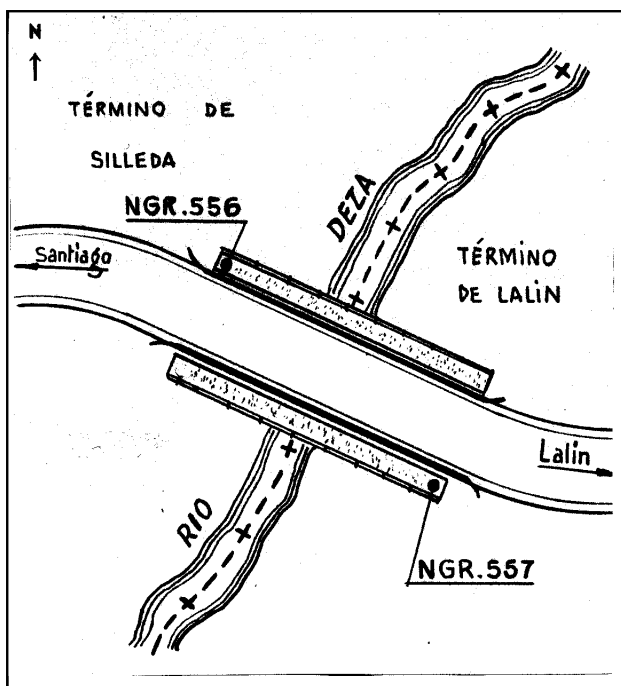 N
TÉRMINO DE
SILLEDA
NGR.556
DEZA
Santiago
TÉRMINO
DE LALIN
Lalin
RIO
NGR.557